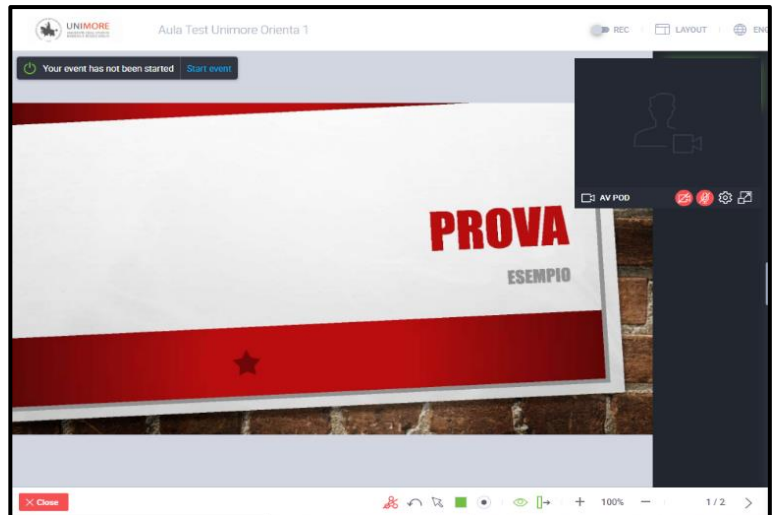 UNIMORE
Aula Test Unimore Orienta 1
REC
LAYOUT
ENG
Your event has not been started
Start event
AV POD
PROVA
ESEMPIO
Close
100%
1 / 2